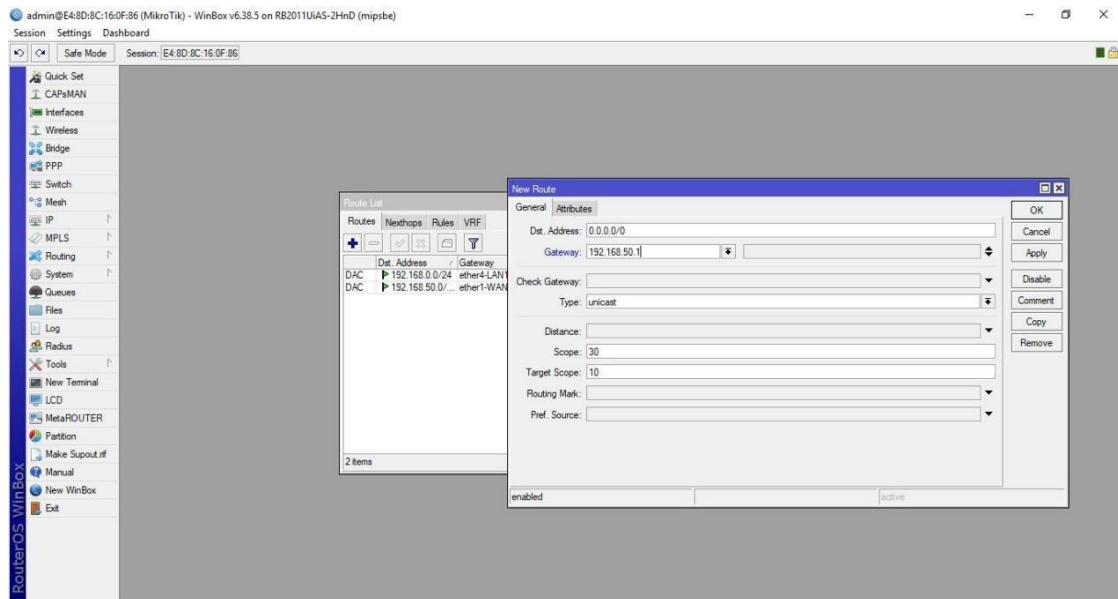 admin@E4:8D:8C:16:0F:86 (MikroTik) - WinBox v6.38.5 on RB2011UiAS-2HnD (mipsbe)
Session Settings Dashboard
Safe Mode Session: E4:8D:8C:16:0F:86
Quick Set
CAPsMAN
Interfaces
Wireless
Bridge
PPP
Switch
Mesh
IP
MPLS
Routing
System
Queues
Files
Log
Radius
Tools
New Terminal
LCD
MetaROUTER
Partition
Make Supout.rif
Manual
New WinBox
Exit
RouterOS WinBox
Route List
Routes Nexthops Rules VRF
Dst. Address / Gateway
DAC 192.168.0.0/24 ether4-LAN1
DAC 192.168.50.0/... ether1-WAN
2 items
New Route
General Attributes
Dst. Address: 0.0.0.0/0
Gateway: 192.168.50.1
Check Gateway:
Type: unicast
Distance:
Scope: 30
Target Scope: 10
Routing Mark:
Pref. Source:
enabled active
OK
Cancel
Apply
Disable
Comment
Copy
Remove